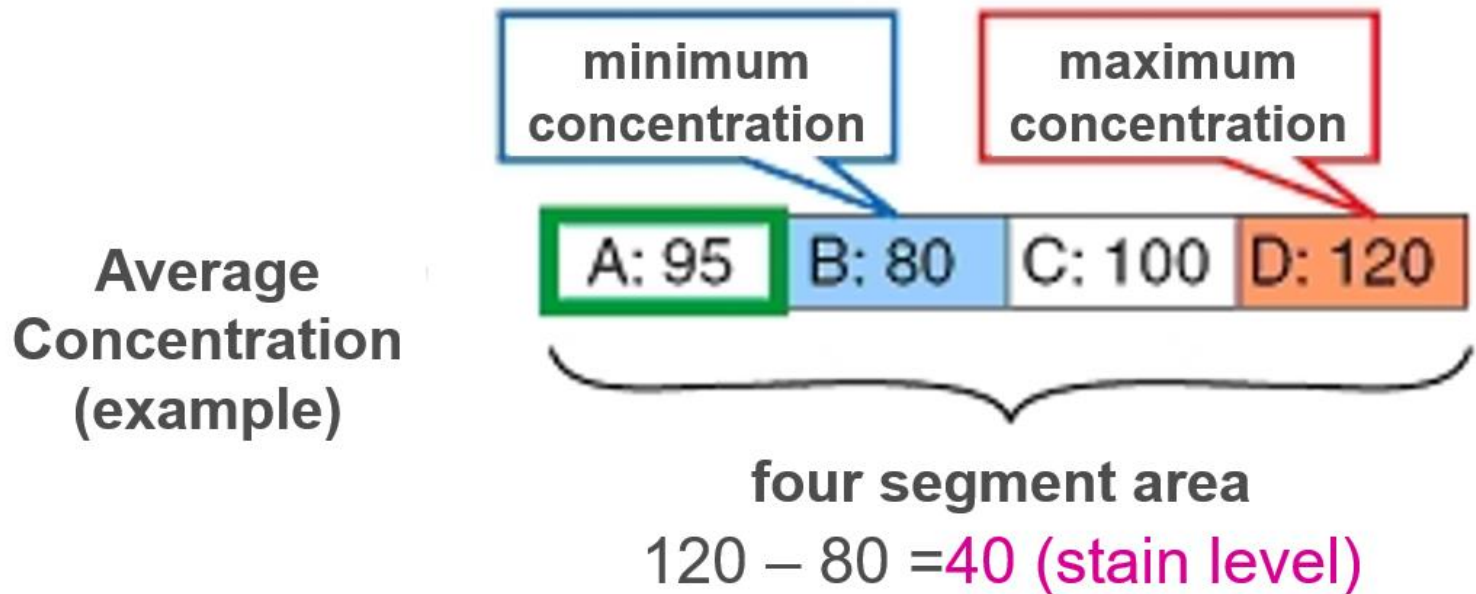 minimum
concentration
maximum
concentration
A: 95
B: 80
C: 100
D: 120
Average
Concentration
(example)
four segment area
120 – 80 =40 (stain level)